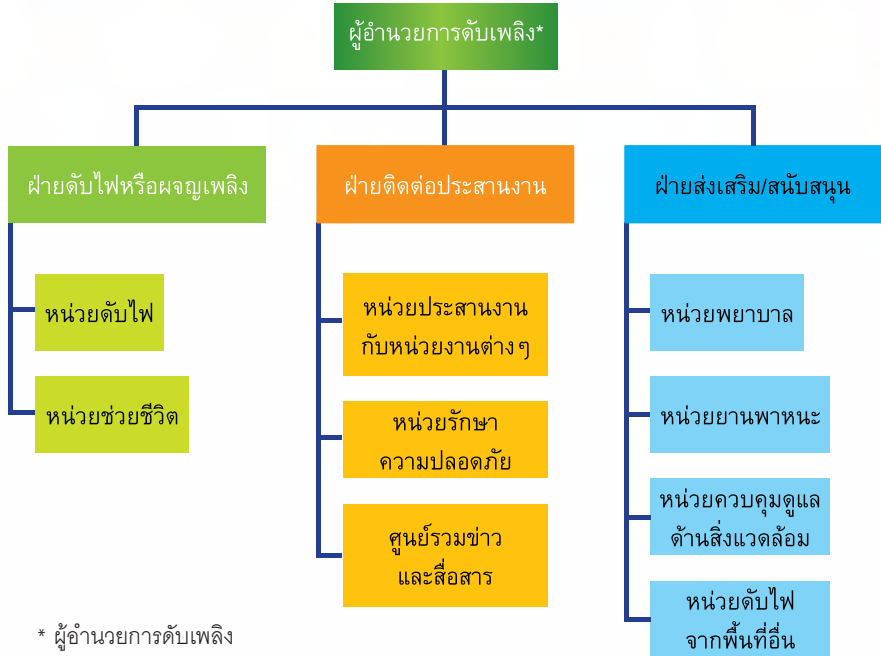 ผู้อำนวยการดับเพลิง*
ฝ่ายดับไฟหรือผจญเพลิง
หน่วยดับไฟ
หน่วยช่วยชีวิต
ฝ่ายติดต่อประสานงาน
หน่วยประสานงาน
กับหน่วยงานต่างๆ
หน่วยรักษา
ความปลอดภัย
ศูนย์รวมข่าว
และสื่อสาร
ฝ่ายส่งเสริม/สนับสนุน
หน่วยพยาบาล
หน่วยยานพาหนะ
หน่วยควบคุมดูแล
ด้านสิ่งแวดล้อม
หน่วยดับไฟ
จากพื้นที่อื่น
* ผู้อำนวยการดับเพลิง